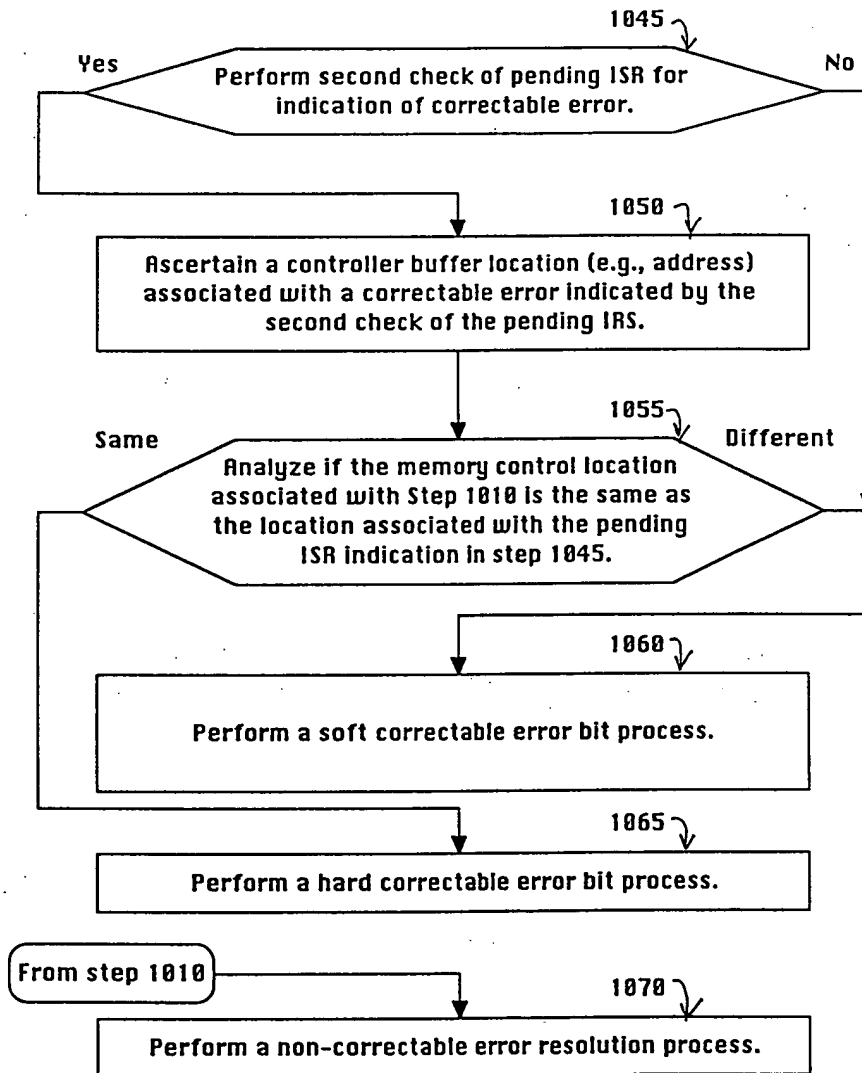 1045
Yes
No
Perform second check of pending ISR for
indication of correctable error.
1050
Ascertain a controller buffer location (e.g., address)
associated with a correctable error indicated by the
second check of the pending IRS.
1055
Same
Different
Analyze if the memory control location
associated with Step 1010 is the same as
the location associated with the pending
ISR indication in step 1045.
1060
Perform a soft correctable error bit process.
1065
Perform a hard correctable error bit process.
From step 1010
1070
Perform a non-correctable error resolution process.